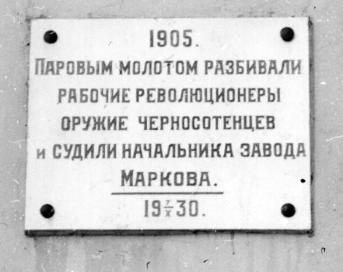 1905.
ПАРОВЫМ МОЛОТОМ РАЗБИВАЛИ
РАБОЧИЕ РЕВОЛЮЦИОНЕРЫ
ОРУЖИЕ ЧЕРНОСОТЕНЦЕВ
И СУДИЛИ НАЧАЛЬНИКА ЗАВОДА
МАРКОВА.
19 30.